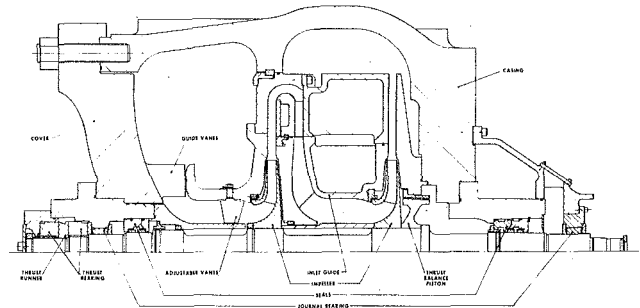 CASING
COVER
GUIDE VANES
THRUST RUNNER
THRUST BEARING
ADJUSTABLE VANES
INLET GUIDE
IMPELLER
THRUST BALANCE PISTON
SEALS
JOURNAL BEARING